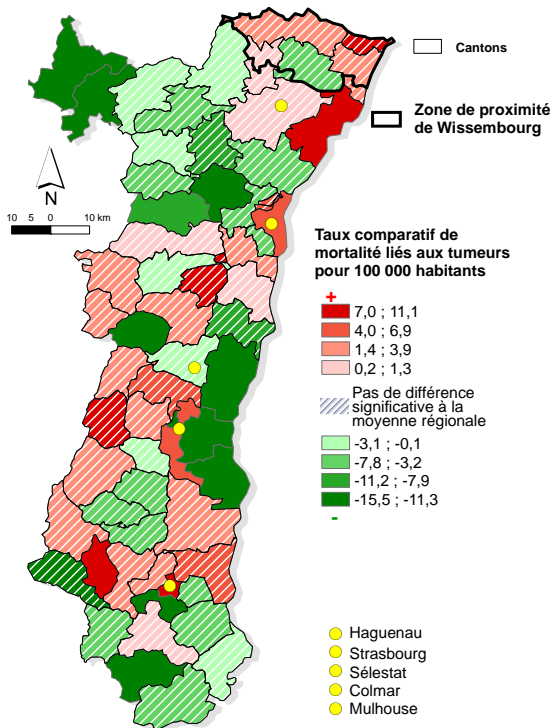 Cantons
Zone de proximité
de Wissembourg
N
10 5 0 10 km
Taux comparatif de
mortalité liés aux tumeurs
pour 100 000 habitants
+
7,0 ; 11,1
4,0 ; 6,9
1,4 ; 3,9
0,2 ; 1,3
Pas de différence
significative à la
moyenne régionale
-3,1 ; -0,1
-7,8 ; -3,2
-11,2 ; -7,9
-15,5 ; -11,3
-
Haguenau
Strasbourg
Sélestat
Colmar
Mulhouse